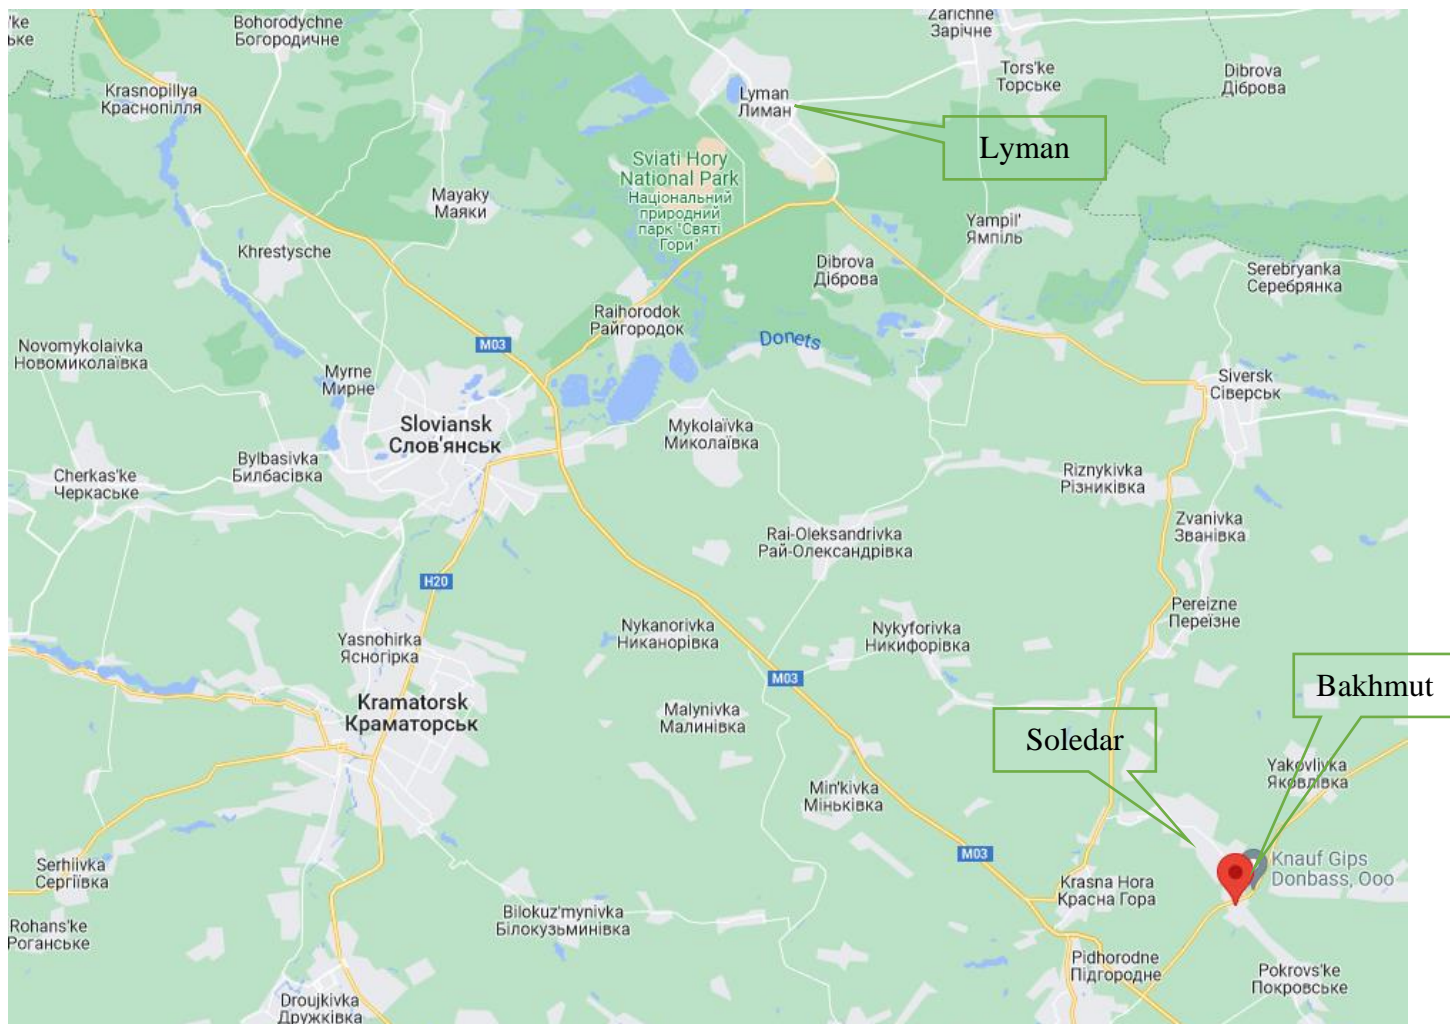 'ke
ьке
Bohorodychne
Богородичне
Zarichne
Зарічне
Krasnopillya
Краснопілля
Lyman
Лиман
Tors'ke
Торське
Dibrova
Діброва
Lyman
Sviati Hory
National Park
Національний
природний
парк "Святі
Гори"
Mayaky
Маяки
Yampil'
Ямпіль
Khrestysche
Dibrova
Діброва
Serebryanka
Серебрянка
Raihorodok
Райгородок
Donets
M03
Novomykolaivka
Новомиколаївка
Myrne
Мирне
Siversk
Сіверськ
Sloviansk
Слов'янськ
Mykolaïvka
Миколаївка
Bylbasivka
Билбасівка
Cherkas'ke
Черкаське
Riznykivka
Різниківка
Zvanivka
Званівка
Rai-Oleksandrivka
Рай-Олександрівка
H20
Pereizne
Переїзне
Nykanorivka
Никанорівка
Nykyforivka
Никифорівка
Yasnohirka
Ясногірка
M03
Bakhmut
Kramatorsk
Краматорськ
Malynivka
Малинівка
Soledar
Yakovlivka
Яковлівка
Min'kivka
Міньківка
M03
Knauf Gips
Donbass, Ooo
Serhiivka
Сергіївка
Krasna Hora
Красна Гора
Bilokuz'mynivka
Білокузьминівка
Rohans'ke
Роганське
Pidhorodne
Підгородне
Pokrovs'ke
Покровське
Droujkivka
Дружківка